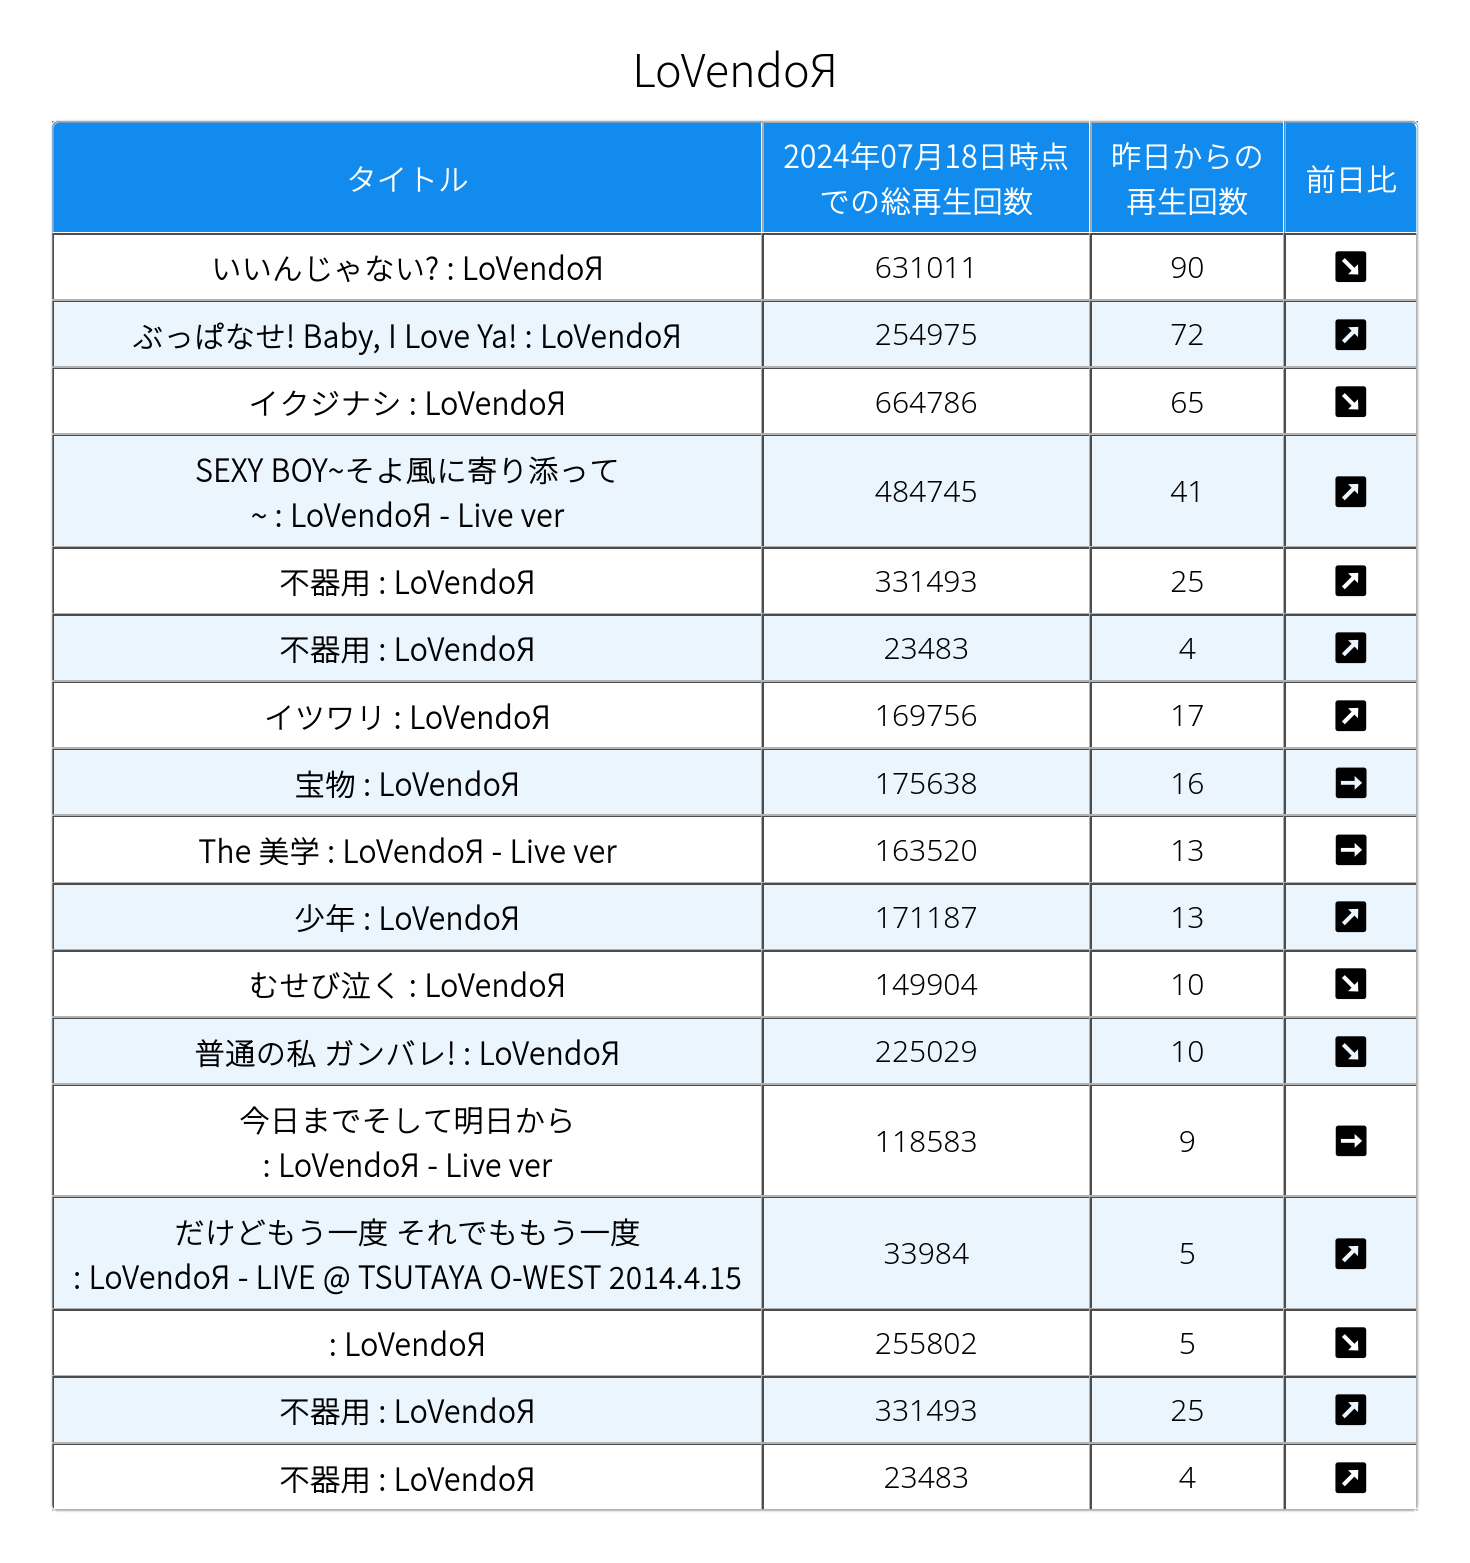 LoVendoЯ
タイトル
2024年07月18日時点
での総再生回数
昨日からの
再生回数
前日比
いいんじゃない? : LoVendoЯ 631011 90 ↘
ぶっぱなせ! Baby, I Love Ya! : LoVendoЯ 254975 72 ↗
イクジナシ : LoVendoЯ 664786 65 ↘
SEXY BOY~そよ風に寄り添って
~ : LoVendoЯ - Live ver 484745 41 ↗
不器用 : LoVendoЯ 331493 25 ↗
不器用 : LoVendoЯ 23483 4 ↗
イツワリ : LoVendoЯ 169756 17 ↗
宝物 : LoVendoЯ 175638 16 →
The 美学 : LoVendoЯ - Live ver 163520 13 →
少年 : LoVendoЯ 171187 13 ↗
むせび泣く : LoVendoЯ 149904 10 ↘
普通の私 ガンバレ! : LoVendoЯ 225029 10 ↘
今日までそして明日から
: LoVendoЯ - Live ver 118583 9 →
だけどもう一度 それでももう一度
: LoVendoЯ - LIVE @ TSUTAYA O-WEST 2014.4.15 33984 5 ↗
: LoVendoЯ 255802 5 ↘
不器用 : LoVendoЯ 331493 25 ↗
不器用 : LoVendoЯ 23483 4 ↗